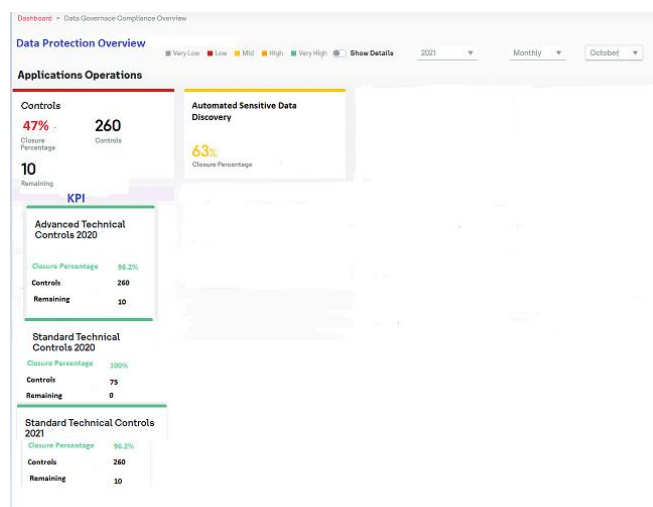 Dashboard > Data Governace Compliance Overview
Data Protection Overview
Very Low Low Mid High Very High Show Details 2021 Monthly October
Applications Operations
Controls
47%
260
Closure
Percentage
Controls
10
Remaining
Automated Sensitive Data
Discovery
63%
Closure Percentage
KPI
Advanced Technical
Controls 2020
Closure Percentage 96.2%
Controls 260
Remaining 10
Standard Technical
Controls 2020
Closure Percentage 100%
Controls 75
Remaining 0
Standard Technical Controls
2021
Closure Percentage 96.2%
Controls 260
Remaining 10